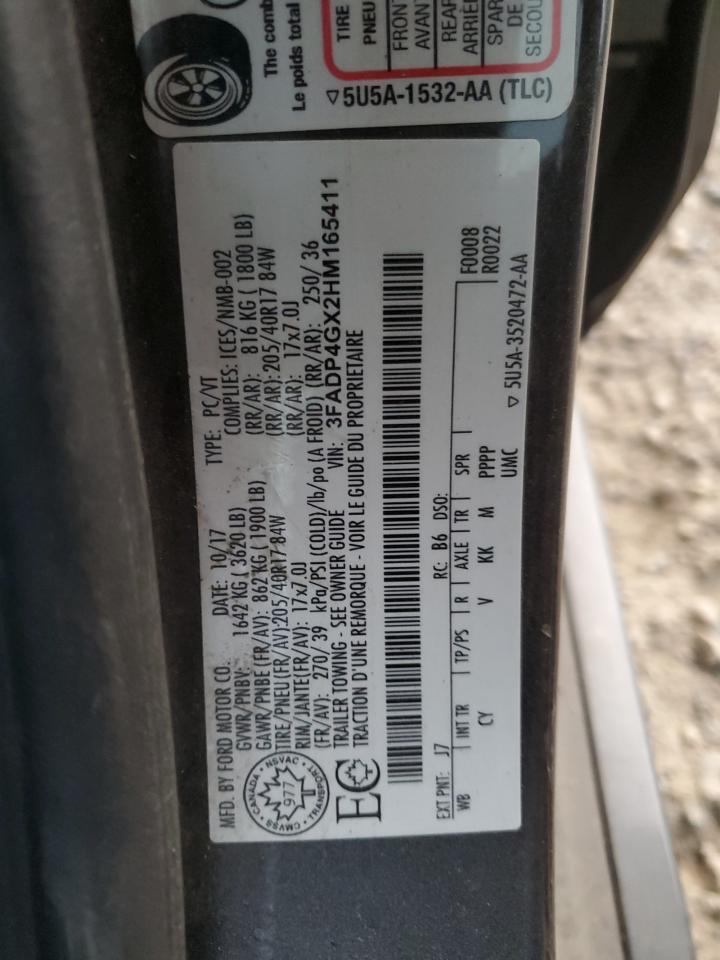 The comb
Le poids total
TIRE
PNEU
FRONT
AVANT
REAR
ARRIÈ
SPAR
DE
SECOU
▽ 5U5A-1532-AA (TLC)
MFD. BY FORD MOTOR CO. DATE: 10/17 TYPE: PC/VT
GVWR/PNBV: 1642 KG ( 3620 LB) COMPLIES: ICES/NMB-002
GAWR/PNBE (FR/AV): 862 KG ( 1900 LB) (RR/AR): 816 KG ( 1800 LB)
TIRE/PNEU(FR/AV):205/40R17 84W (RR/AR):205/40R17 84W
RIM/JANTE(FR/AV): 17x7.0J (RR/AR): 17x7.0J
(FR/AV): 270/ 39 kPa/PSI(COLD)/lb/po (A FROID) (RR/AR): 250/ 36
TRAILER TOWING - SEE OWNER GUIDE VIN: 3FADP4GX2HM165411
TRACTION D'UNE REMORQUE - VOIR LE GUIDE DU PROPRIETAIRE
CMVSS • CANADA • NSVAC • TRANSPORT
977
EC
EXT PNT: J7 RC: B6 DSO:
WB INT TR TP/PS R AXLE TR SPR F0008
CY V KK M PPPP R0022
UMC
▽ 5U5A-3520472-AA